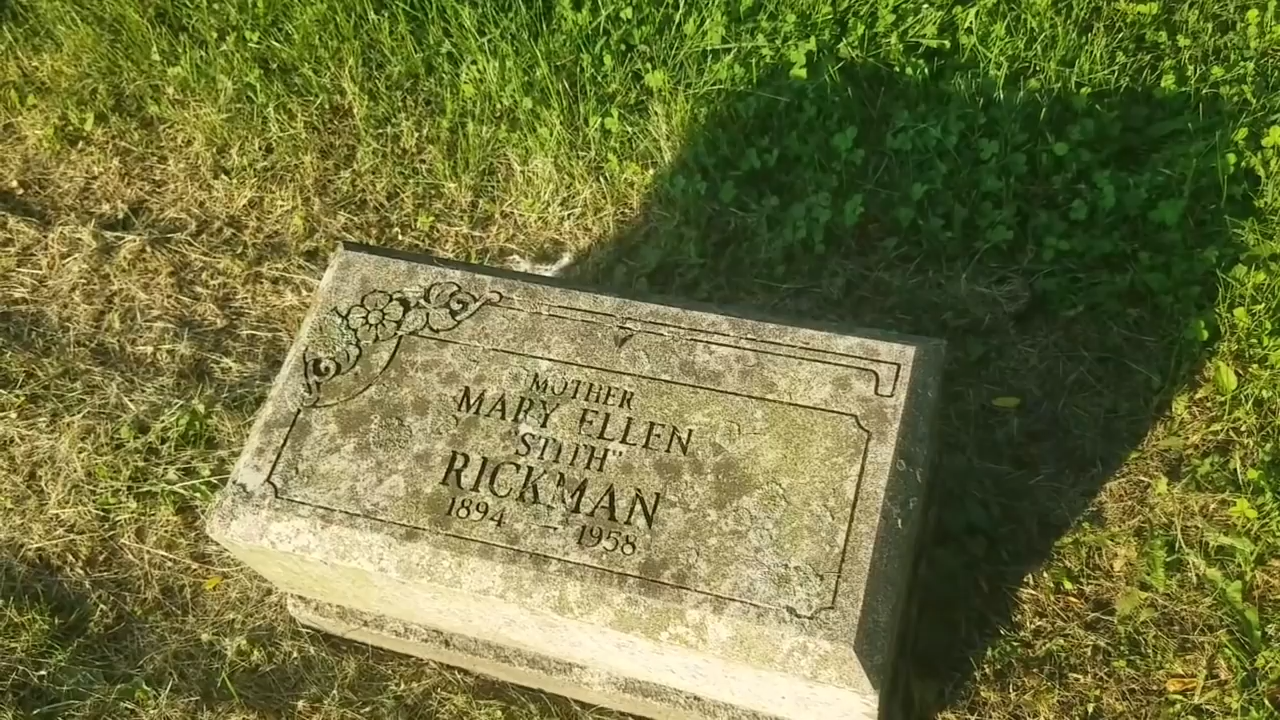 MOTHER
MARY ELLEN
STITH"
RICKMAN
1894 — 1958